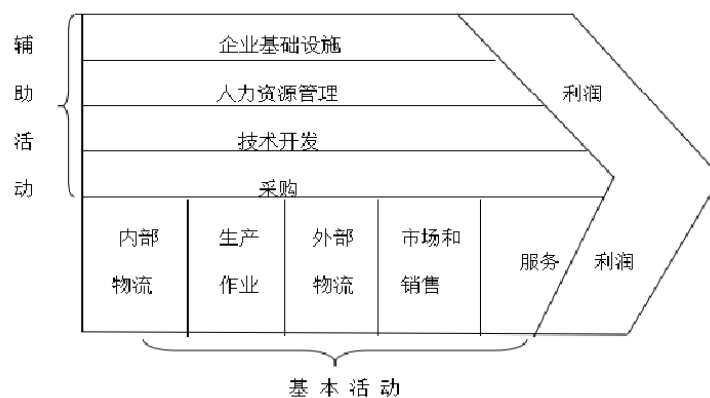 辅助活动
企业基础设施
人力资源管理
技术开发
采购
利润
内部
物流
生产
作业
外部
物流
市场和
销售
服务
利润
基本活动